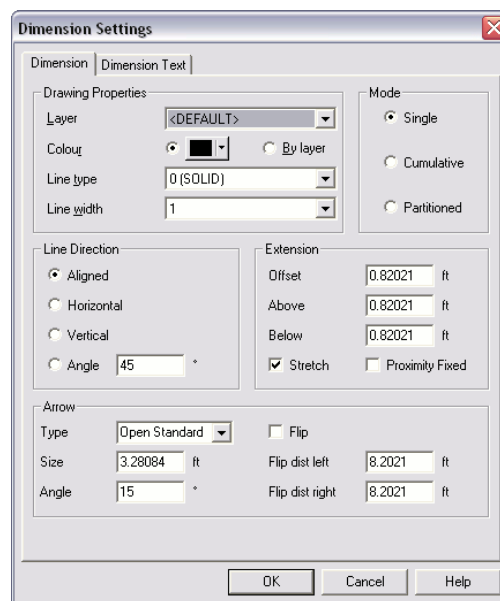 Dimension Settings
Dimension
Dimension Text
Drawing Properties
Layer
<DEFAULT>
Colour
By layer
Line type
0 (SOLID)
Line width
1
Mode
Single
Cumulative
Partitioned
Line Direction
Aligned
Horizontal
Vertical
Angle 45 °
Extension
Offset 0.82021 ft
Above 0.82021 ft
Below 0.82021 ft
Stretch
Proximity Fixed
Arrow
Type Open Standard
Flip
Size 3.28084 ft
Flip dist left 8.2021 ft
Angle 15 °
Flip dist right 8.2021 ft
OK
Cancel
Help